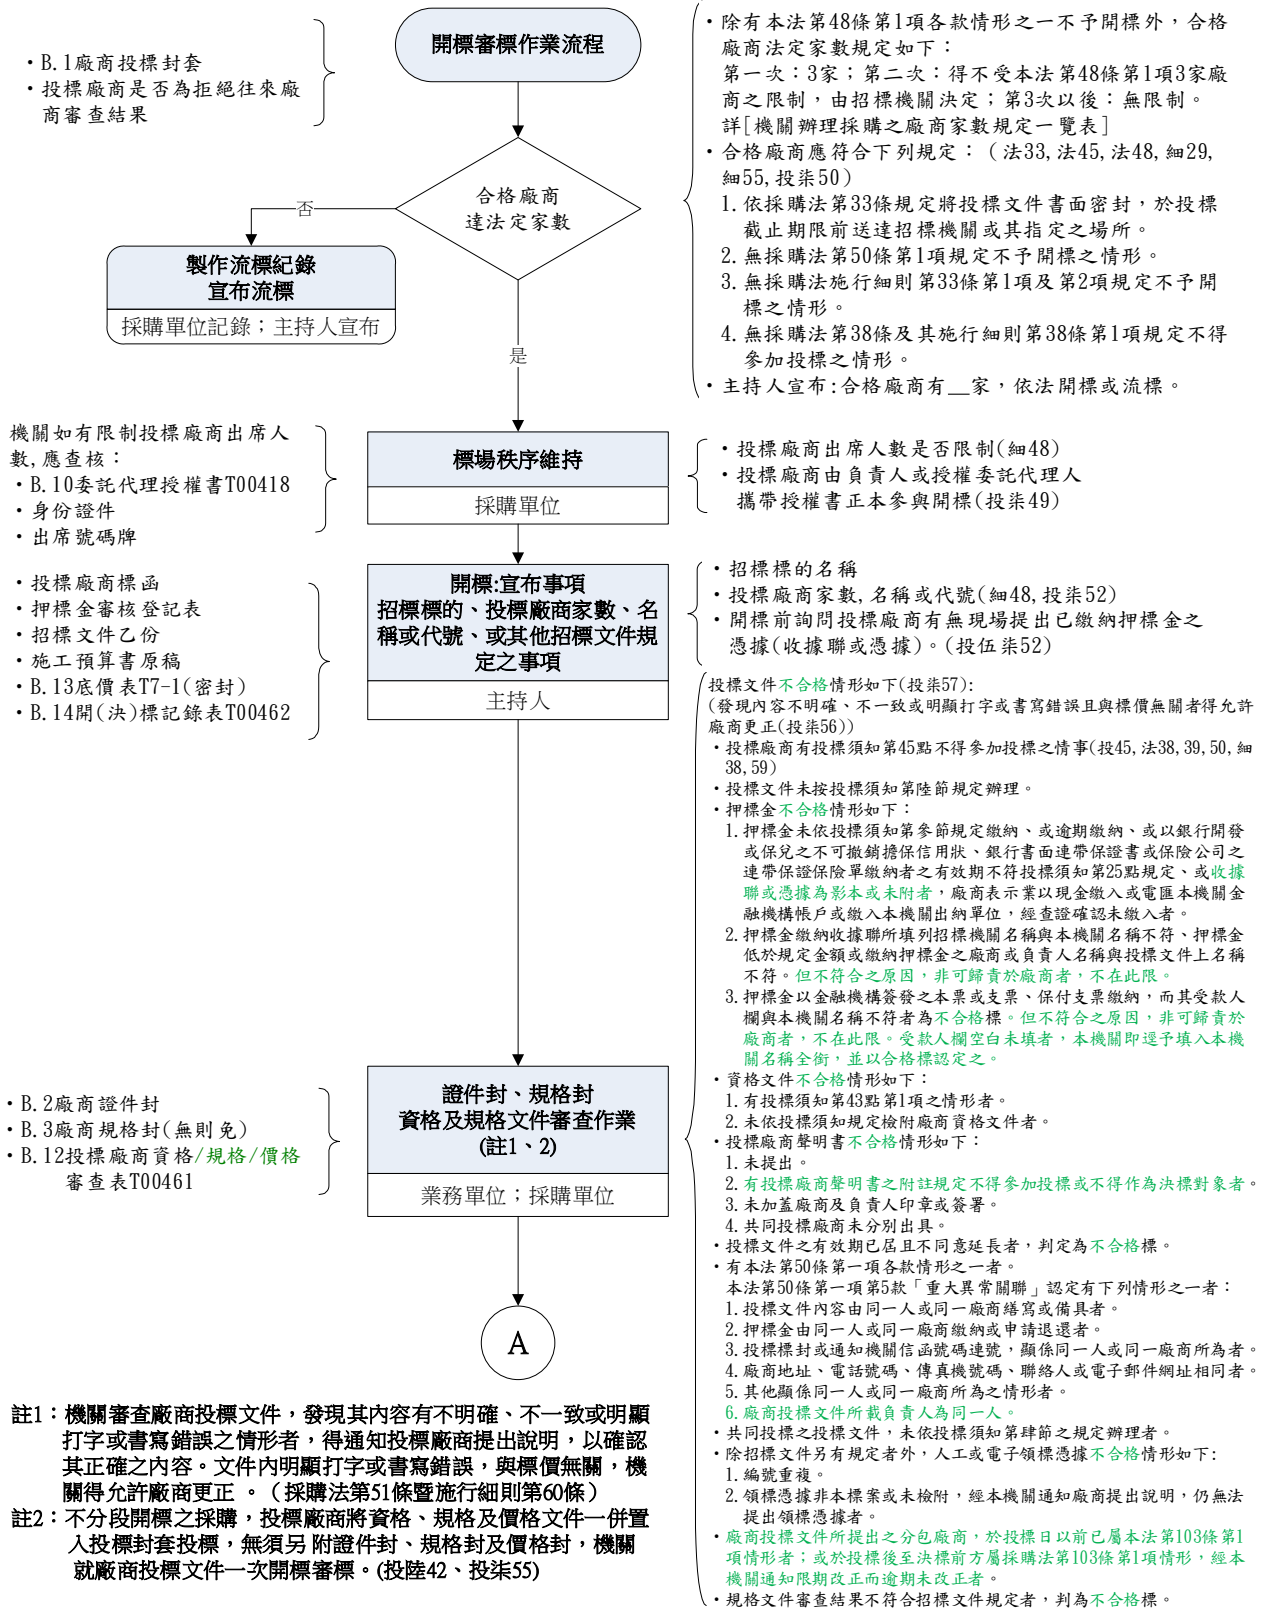 開標審標作業流程
・B.1廠商投標封套
・投標廠商是否為拒絕往來廠
商審查結果
・除有本法第48條第1項各款情形之一不予開標外，合格
廠商法定家數規定如下：
第一次：3家；第二次：得不受本法第48條第1項3家廠
商之限制，由招標機關決定；第3次以後：無限制。
詳[機關辦理採購之廠商家數規定一覽表]
・合格廠商應符合下列規定：（法33,法45,法48,細29,
細55,投柒50）
1.依採購法第33條規定將投標文件書面密封，於投標
截止期限前送達招標機關或其指定之場所。
2.無採購法第50條第1項規定不予開標之情形。
3.無採購法施行細則第33條第1項及第2項規定不予開
標之情形。
4.無採購法第38條及其施行細則第38條第1項規定不得
參加投標之情形。
・主持人宣布:合格廠商有__家，依法開標或流標。
合格廠商
達法定家數
否
製作流標紀錄
宣布流標
採購單位記錄；主持人宣布
是
機關如有限制投標廠商出席人
數,應查核：
・B.10委託代理授權書T00418
・身份證件
・出席號碼牌
標場秩序維持
採購單位
・投標廠商出席人數是否限制(細48)
・投標廠商由負責人或授權委託代理人
攜帶授權書正本參與開標(投柒49)
・投標廠商標函
・押標金審核登記表
・招標文件乙份
・施工預算書原稿
・B.13底價表T7-1(密封)
・B.14開(決)標記錄表T00462
開標:宣布事項
招標標的、投標廠商家數、名
稱或代號、或其他招標文件規
定之事項
主持人
・招標標的名稱
・投標廠商家數,名稱或代號(細48,投柒52)
・開標前詢問投標廠商有無現場提出已繳納押標金之
憑據(收據聯或憑據)。(投伍柒52)
投標文件不合格情形如下(投柒57):
(發現內容不明確、不一致或明顯打字或書寫錯誤且與標價無關者得允許
廠商更正(投柒56))
・投標廠商有投標須知第45點不得參加投標之情事(投45,法38,39,50,細
38,59)
・投標文件未按投標須知第陸節規定辦理。
・押標金不合格情形如下：
1.押標金未依投標須知第參節規定繳納、或逾期繳納、或以銀行開發
或保兌之不可撤銷擔保信用狀、銀行書面連帶保證書或保險公司之
連帶保證保險單繳納者之有效期不符投標須知第25點規定、或收據
聯或憑據為影本或未附者，廠商表示業以現金繳入或電匯本機關金
融機構帳戶或繳入本機關出納單位，經查證確認未繳入者。
2.押標金繳納收據聯所填列招標機關名稱與本機關名稱不符、押標金
低於規定金額或繳納押標金之廠商或負責人名稱與投標文件上名稱
不符。但不符合之原因，非可歸責於廠商者，不在此限。
3.押標金以金融機構簽發之本票或支票、保付支票繳納，而其受款人
欄與本機關名稱不符者為不合格標。但不符合之原因，非可歸責於
廠商者，不在此限。受款人欄空白未填者，本機關即逕予填入本機
關名稱全銜，並以合格標認定之。
・資格文件不合格情形如下：
1.有投標須知第43點第1項之情形者。
2.未依投標須知規定檢附廠商資格文件者。
・投標廠商聲明書不合格情形如下：
1.未提出。
2.有投標廠商聲明書之附註規定不得參加投標或不得作為決標對象者。
3.未加蓋廠商及負責人印章或簽署。
4.共同投標廠商未分別出具。
・投標文件之有效期已屆且不同意延長者，判定為不合格標。
・有本法第50條第一項各款情形之一者。
本法第50條第一項第5款「重大異常關聯」認定有下列情形之一者：
1.投標文件內容由同一人或同一廠商繕寫或備具者。
2.押標金由同一人或同一廠商繳納或申請退還者。
3.投標標封或通知機關信函號碼連號，顯係同一人或同一廠商所為者。
4.廠商地址、電話號碼、傳真機號碼、聯絡人或電子郵件網址相同者。
5.其他顯係同一人或同一廠商所為之情形者。
6.廠商投標文件所載負責人為同一人。
・共同投標之投標文件，未依投標須知第肆節之規定辦理者。
・除招標文件另有規定者外，人工或電子領標憑據不合格情形如下:
1.編號重複。
2.領標憑據非本標案或未檢附，經本機關通知廠商提出說明，仍無法
提出領標憑據者。
・廠商投標文件所提出之分包廠商，於投標日以前已屬本法第103條第1
項情形者；或於投標後至決標前方屬採購法第103條第1項情形，經本
機關通知限期改正而逾期未改正者。
・規格文件審查結果不符合招標文件規定者，判為不合格標。
・B.2廠商證件封
・B.3廠商規格封(無則免)
・B.12投標廠商資格/規格/價格
審查表T00461
證件封、規格封
資格及規格文件審查作業
(註1、2)
業務單位；採購單位
A
註1：機關審查廠商投標文件，發現其內容有不明確、不一致或明顯
打字或書寫錯誤之情形者，得通知投標廠商提出說明，以確認
其正確之內容。文件內明顯打字或書寫錯誤，與標價無關，機
關得允許廠商更正 。（採購法第51條暨施行細則第60條）
註2：不分段開標之採購，投標廠商將資格、規格及價格文件一併置
入投標封套投標，無須另 附證件封、規格封及價格封，機關
就廠商投標文件一次開標審標。(投陸42、投柒55)